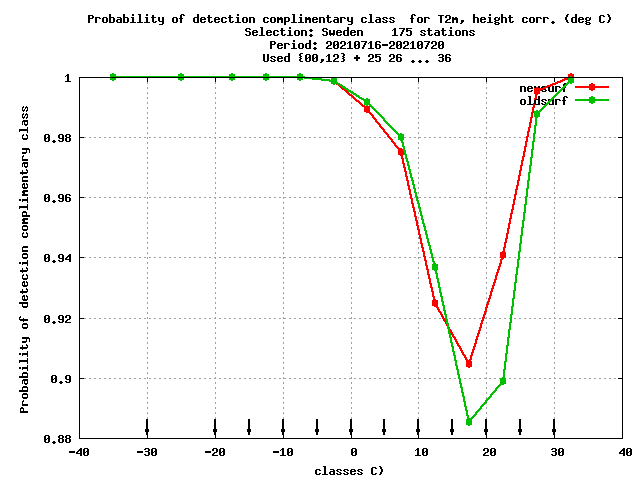 Probability of detection complimentary class  for T2m, height corr. (deg C)
Selection: Sweden    175 stations
Period: 20210716-20210720
Used {00,12} + 25 26 ... 36
Probability of detection complimentary class
1
0.98
0.96
0.94
0.92
0.9
0.88
newsurf
oldsurf
-40 -30 -20 -10 0 10 20 30 40
classes C)